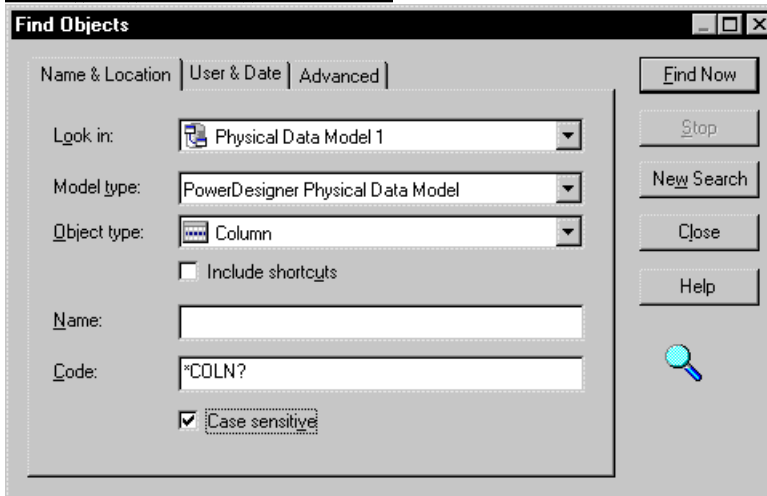 Find Objects
Name & Location User & Date Advanced
Find Now
Look in: Physical Data Model 1
Stop
Model type: PowerDesigner Physical Data Model
New Search
Object type: Column
Close
Include shortcuts
Help
Name:
Code: *COLN?
Case sensitive